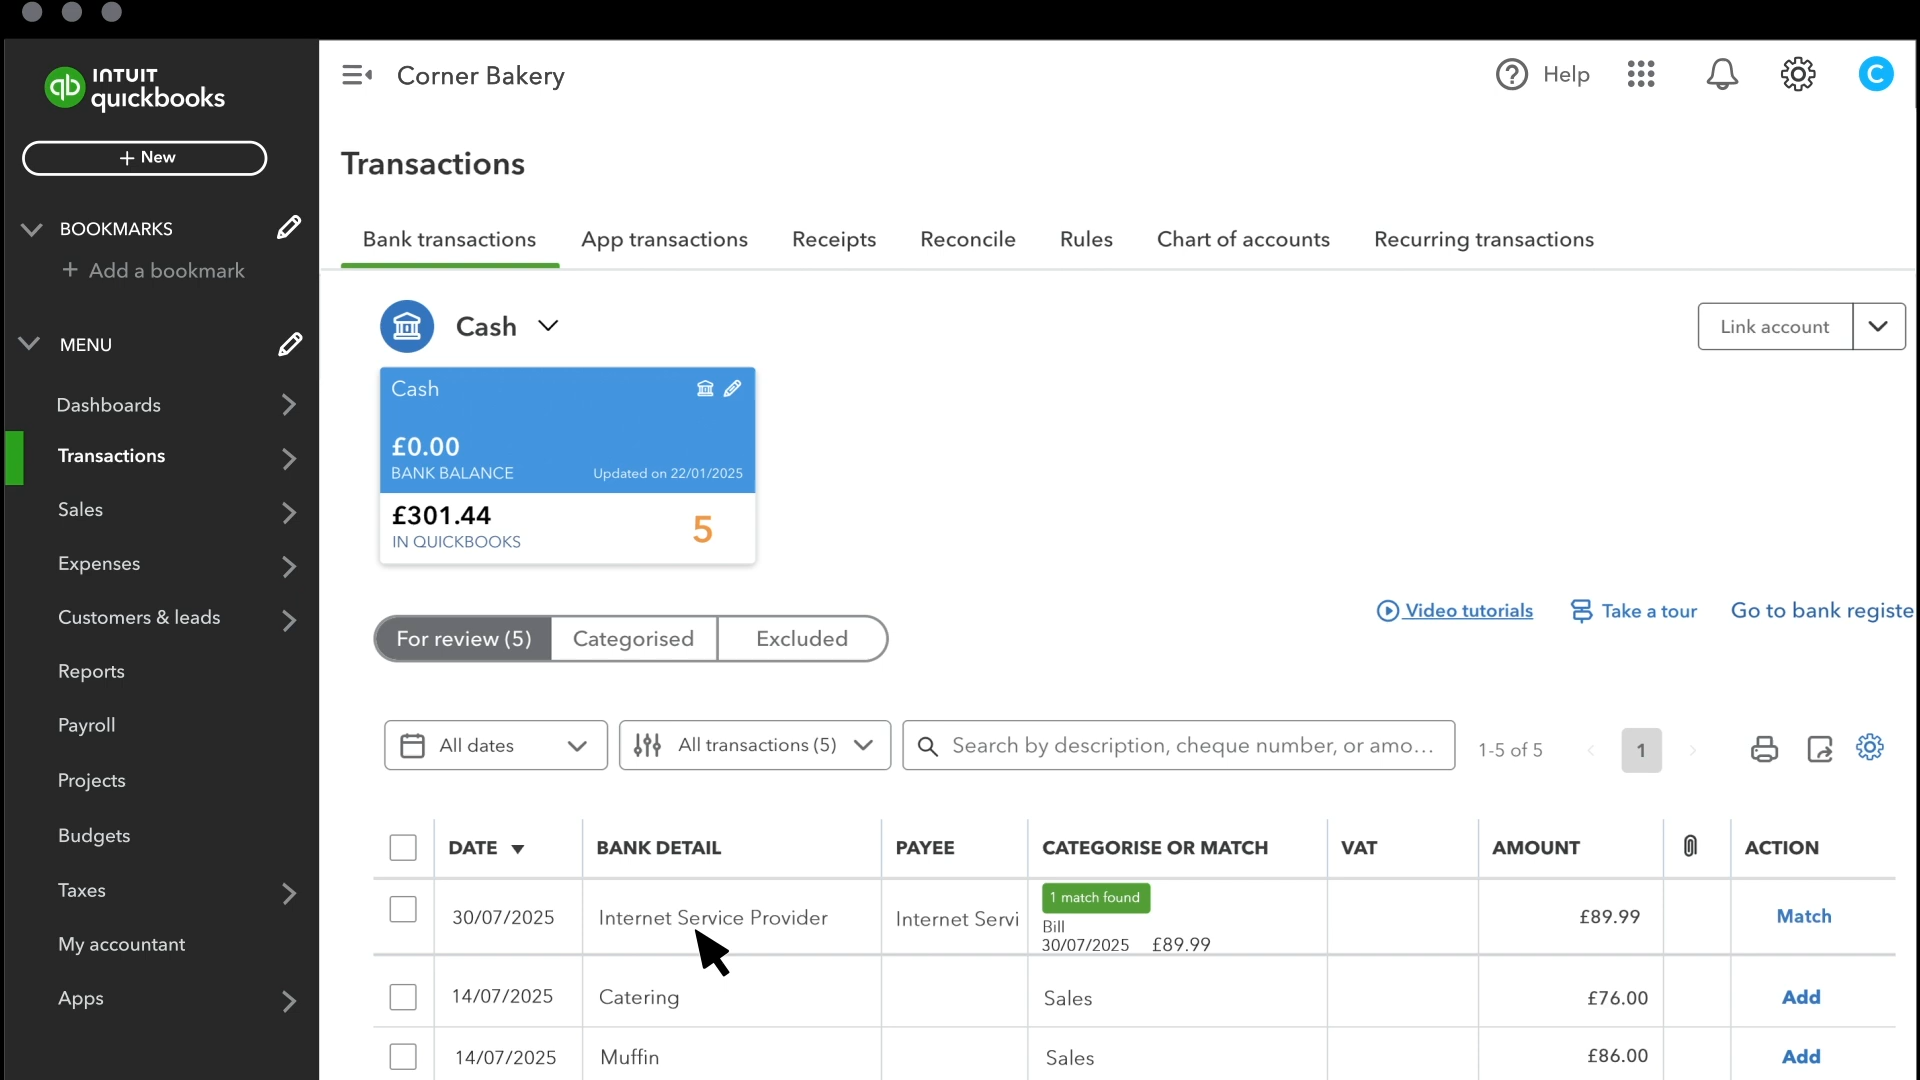 INTUIT
quickbooks
+ New
BOOKMARKS
+ Add a bookmark
MENU
Dashboards
Transactions
Sales
Expenses
Customers & leads
Reports
Payroll
Projects
Budgets
Taxes
My accountant
Apps
Corner Bakery
Help
C
Transactions
Bank transactions App transactions Receipts Reconcile Rules Chart of accounts Recurring transactions
Cash
Link account
Cash
£0.00
BANK BALANCE Updated on 22/01/2025
£301.44
IN QUICKBOOKS
5
Video tutorials Take a tour Go to bank registe
For review (5) Categorised Excluded
All dates All transactions (5) Search by description, cheque number, or amo... 1-5 of 5 1
DATE BANK DETAIL PAYEE CATEGORISE OR MATCH VAT AMOUNT ACTION
1 match found
30/07/2025 Internet Service Provider Internet Servi Bill £89.99 Match
30/07/2025 £89.99
14/07/2025 Catering Sales £76.00 Add
14/07/2025 Muffin Sales £86.00 Add